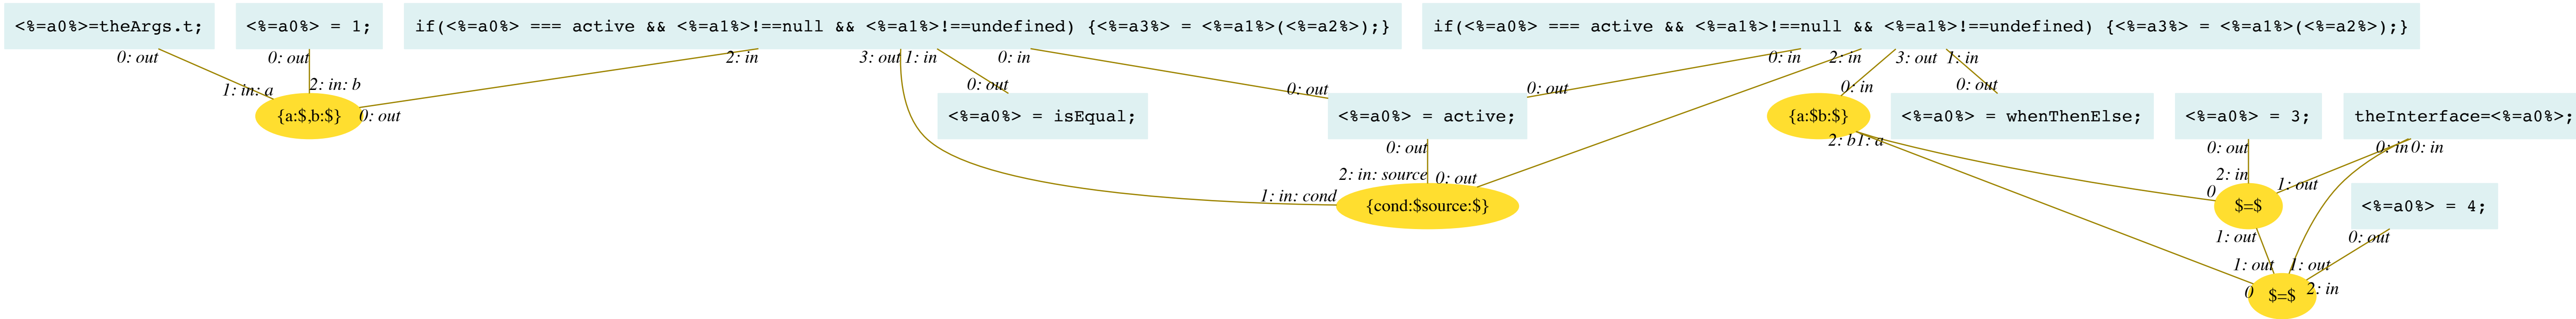 <%=a0%>=theArgs.t;
<%=a0%> = 1;
if(<%=a0%> === active && <%=a1%>!==null && <%=a1%>!==undefined) {<%=a3%> = <%=a1%>(<%=a2%>);}
if(<%=a0%> === active && <%=a1%>!==null && <%=a1%>!==undefined) {<%=a3%> = <%=a1%>(<%=a2%>);}
0: out
0: out
2: in
3: out
1: in
0: in
0: in
2: in
3: out
1: in
1: in: a
2: in: b
0: out
0: out
0: out
0: in
0: out
{a:$,b:$}
0: out
<%=a0%> = isEqual;
<%=a0%> = active;
{a:$b:$}
<%=a0%> = whenThenElse;
<%=a0%> = 3;
theInterface=<%=a0%>;
0: out
2: b
1: a
0: out
0: in
0: in
2: in: source
0: out
2: in
1: in: cond
0
1: out
{cond:$source:$}
$=$
<%=a0%> = 4;
1: out
0: out
1: out
1: out
0
$=$
2: in